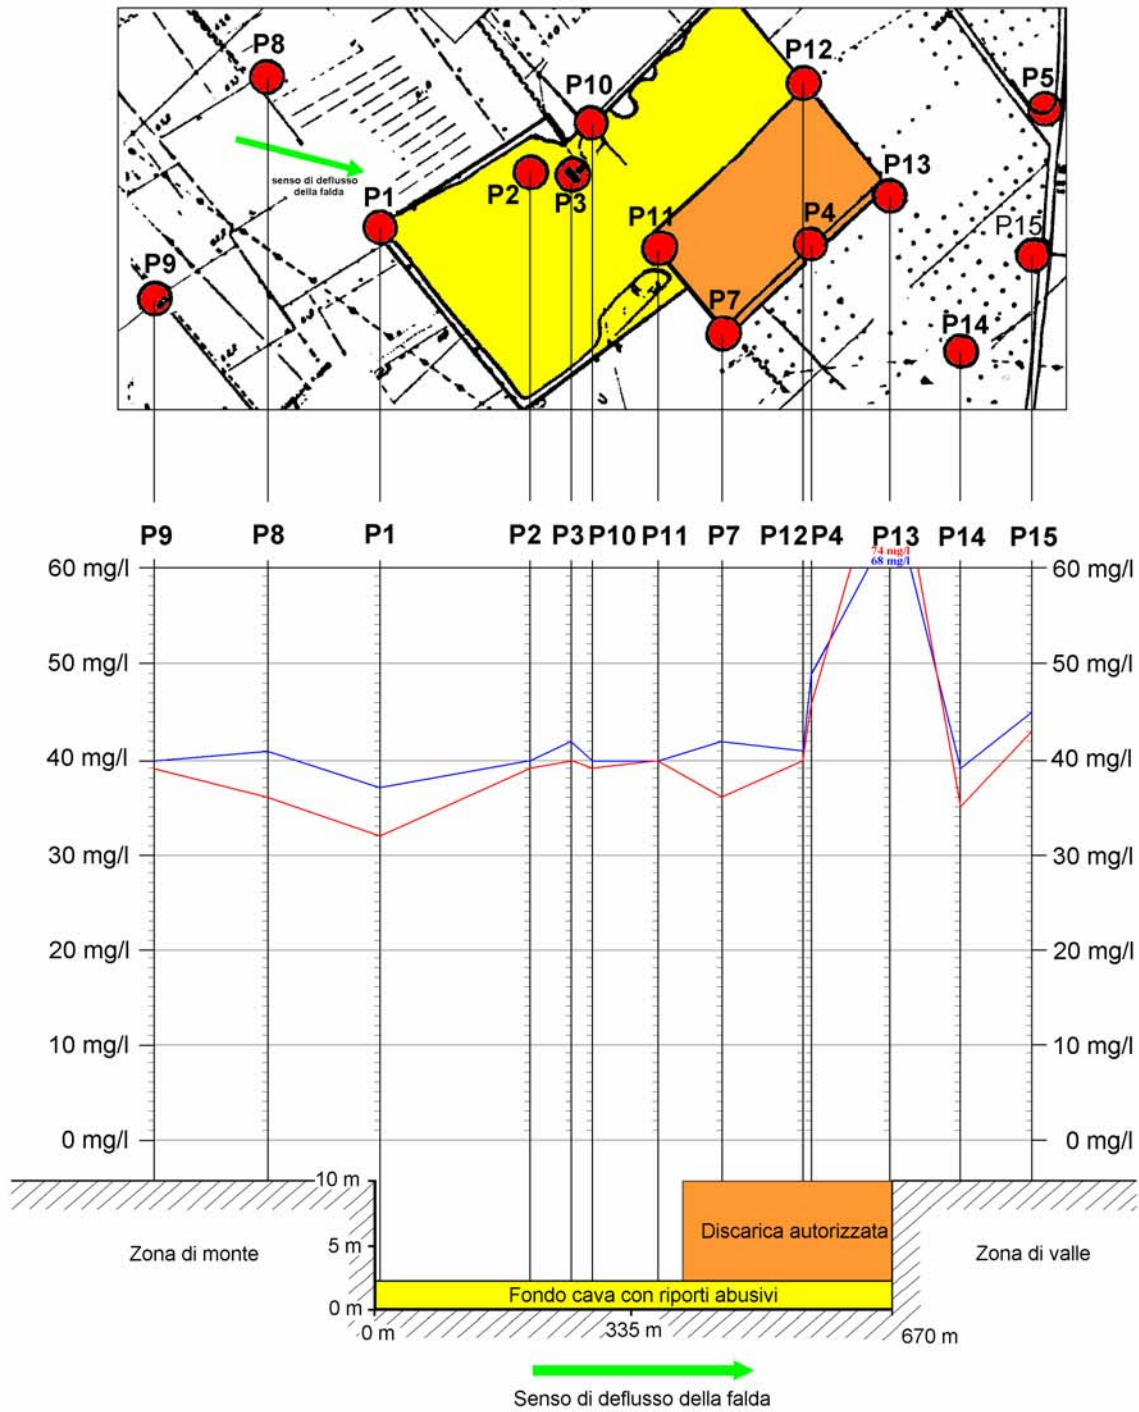 P8
P12
P5
P10
senso di deflusso
della falda
P13
P2
P3
P1
P11
P4
P15
P9
P7
P14
P9 P8 P1 P2 P3 P10 P11 P7 P12 P4 P13 P14 P15
74 mg/l
68 mg/l
60 mg/l 60 mg/l
50 mg/l 50 mg/l
40 mg/l 40 mg/l
30 mg/l 30 mg/l
20 mg/l 20 mg/l
10 mg/l 10 mg/l
0 mg/l 0 mg/l
10 m
Discarica autorizzata
Zona di monte 5 m Zona di valle
Fondo cava con riporti abusivi
0 m
0 m 335 m 670 m
Senso di deflusso della falda